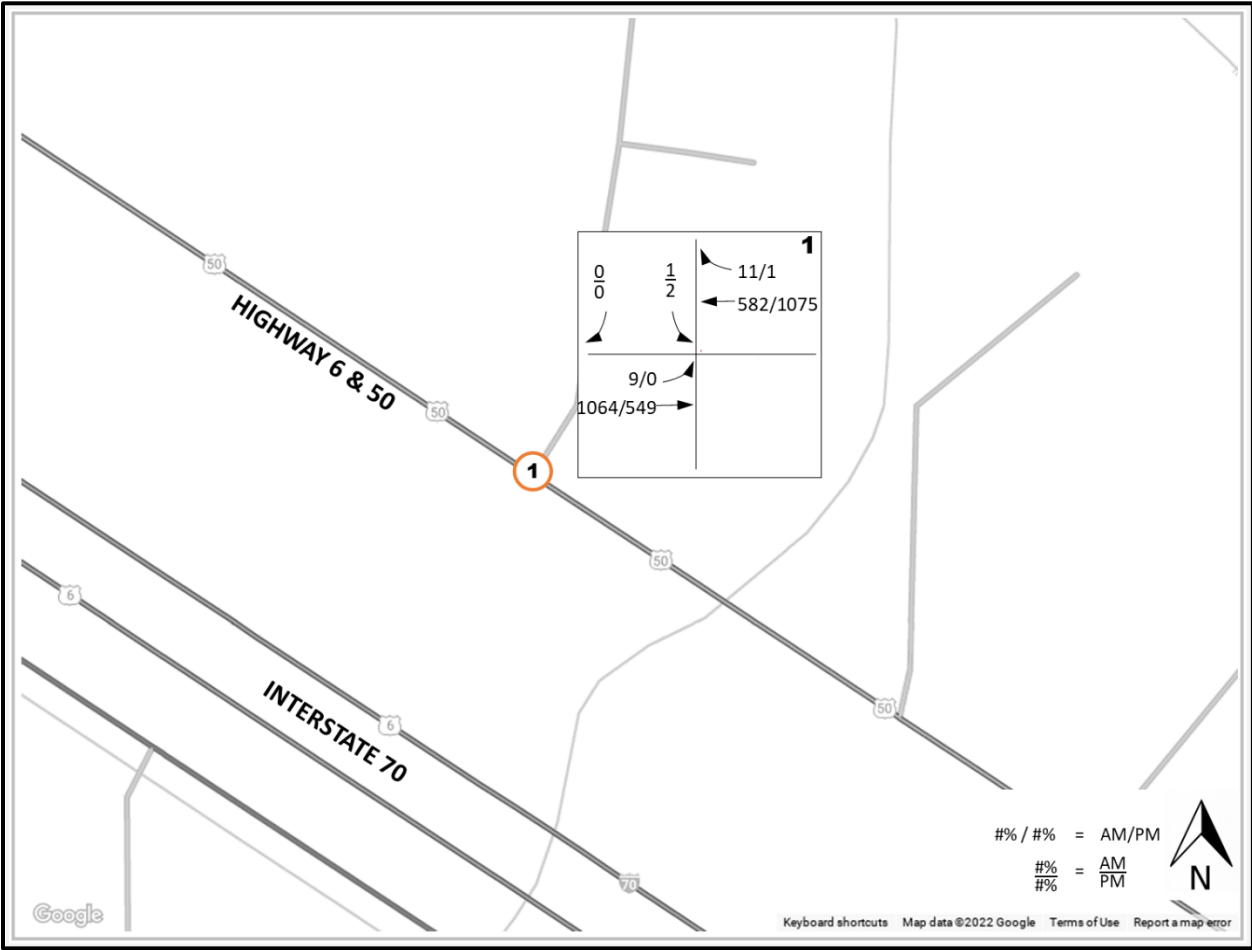 50
HIGHWAY 6 & 50
50
1
50
50
1
0
0
1
2
11/1
582/1075
9/0
1064/549
6
INTERSTATE 70
6
70
#% / #% = AM/PM
#%
#%
=
AM
PM
N
Google
Keyboard shortcuts Map data ©2022 Google Terms of Use Report a map error